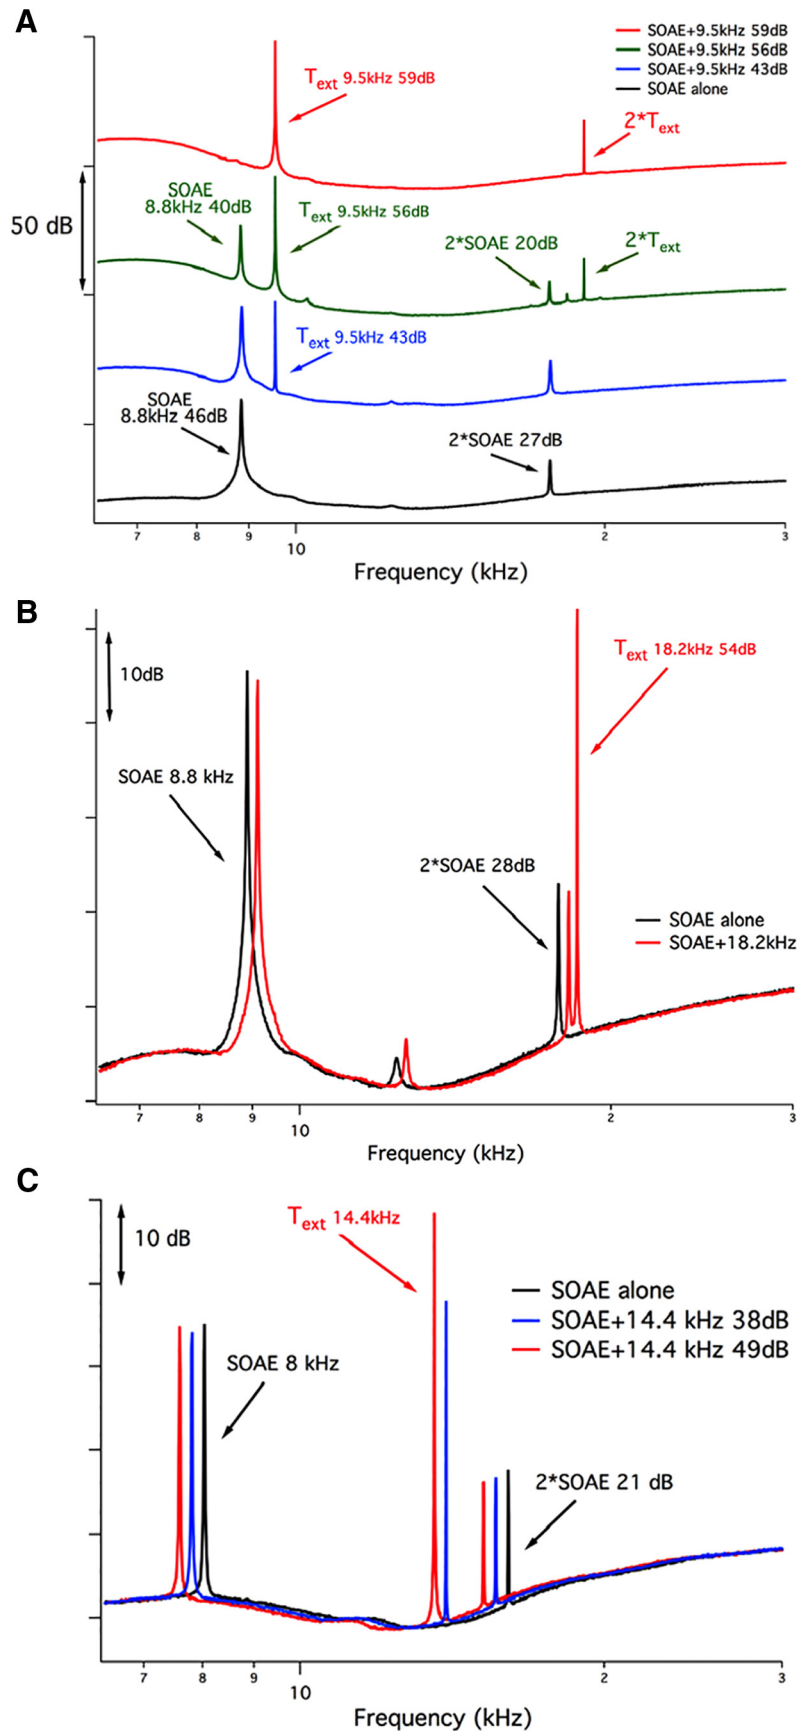 A
SOAE+9.5kHz 59dB
SOAE+9.5kHz 56dB
SOAE+9.5kHz 43dB
SOAE alone
Text 9.5kHz 59dB
2*Text
SOAE
8.8kHz 40dB
Text 9.5kHz 56dB
50 dB
2*SOAE 20dB
2*Text
Text 9.5kHz 43dB
SOAE
8.8kHz 46dB
2*SOAE 27dB
7 8 9 10 2 3
Frequency (kHz)
B
10dB
Text 18.2kHz 54dB
SOAE 8.8 kHz
2*SOAE 28dB
SOAE alone
SOAE+18.2kHz
7 8 9 10 2 3
Frequency (kHz)
C
10 dB
Text 14.4kHz
SOAE alone
SOAE+14.4 kHz 38dB
SOAE+14.4 kHz 49dB
SOAE 8 kHz
2*SOAE 21 dB
7 8 9 10 2 3
Frequency (kHz)